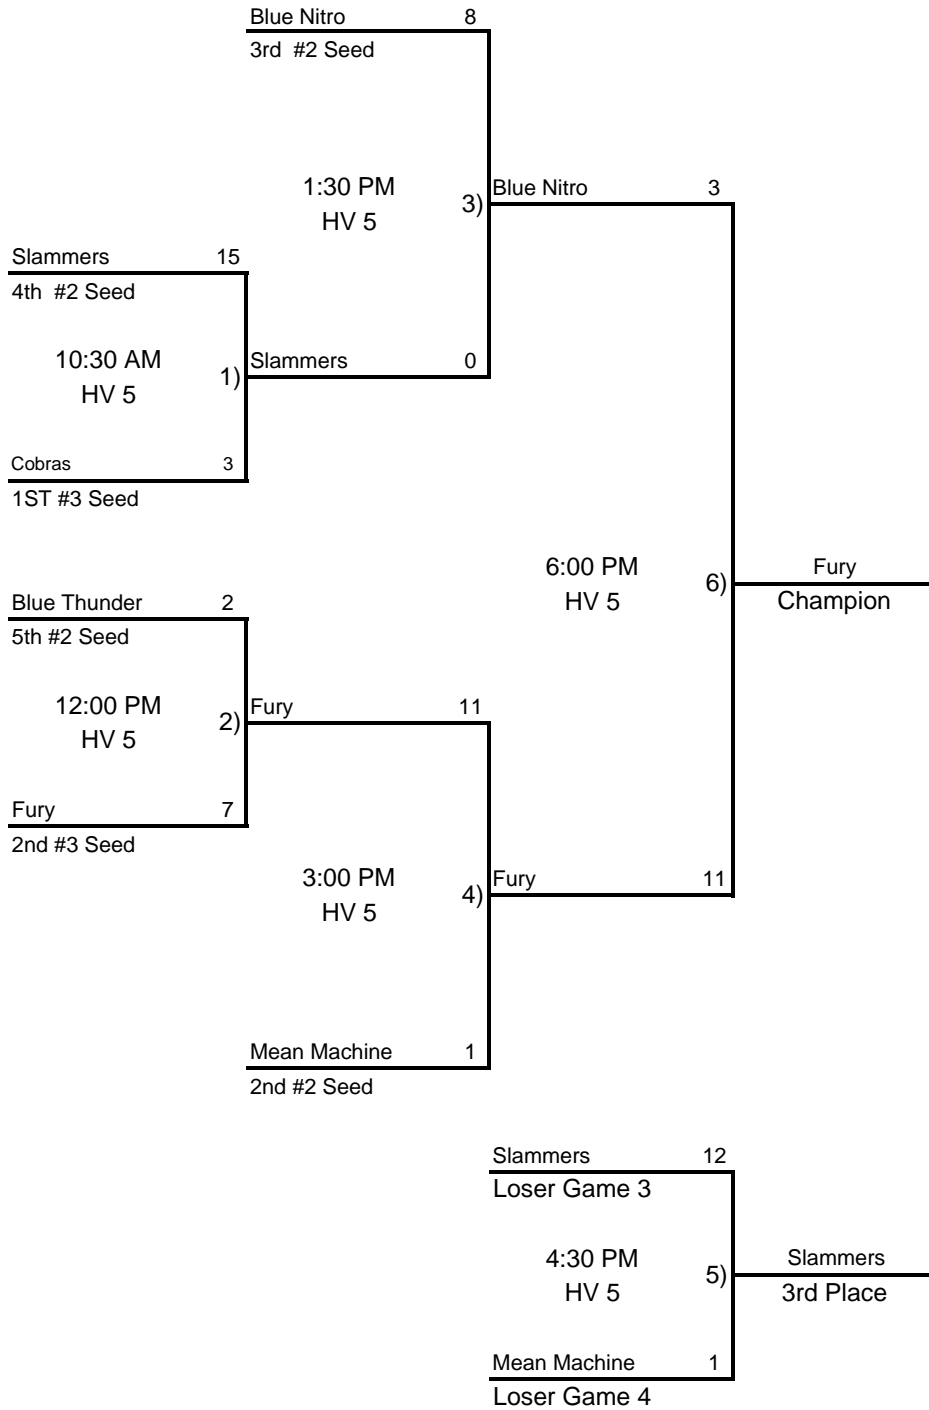 Blue Nitro 8
3rd  #2 Seed
1:30 PM
HV 5
3)
Blue Nitro 3
Slammers 15
4th  #2 Seed
10:30 AM
HV 5
1)
Slammers 0
Cobras 3
1ST #3 Seed
6:00 PM
HV 5
6)
Fury
Champion
Blue Thunder 2
5th #2 Seed
12:00 PM
HV 5
2)
Fury 11
Fury 7
2nd #3 Seed
3:00 PM
HV 5
4)
Fury 11
Mean Machine 1
2nd #2 Seed
Slammers 12
Loser Game 3
4:30 PM
HV 5
5)
Slammers
3rd Place
Mean Machine 1
Loser Game 4